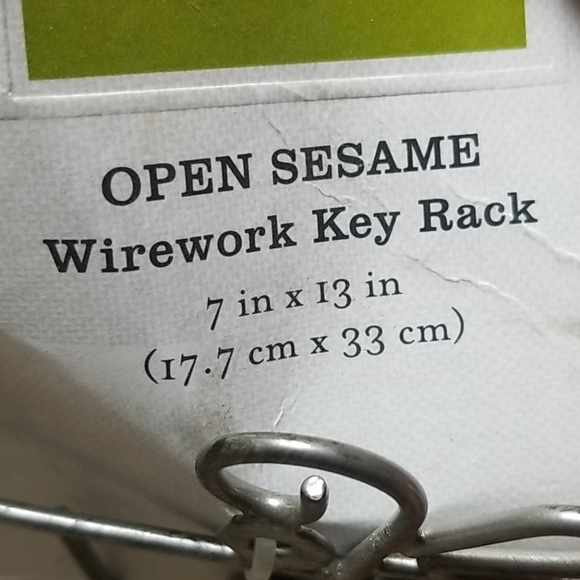 OPEN SESAME
Wirework Key Rack
7 in x 13 in
(17.7 cm x 33 cm)